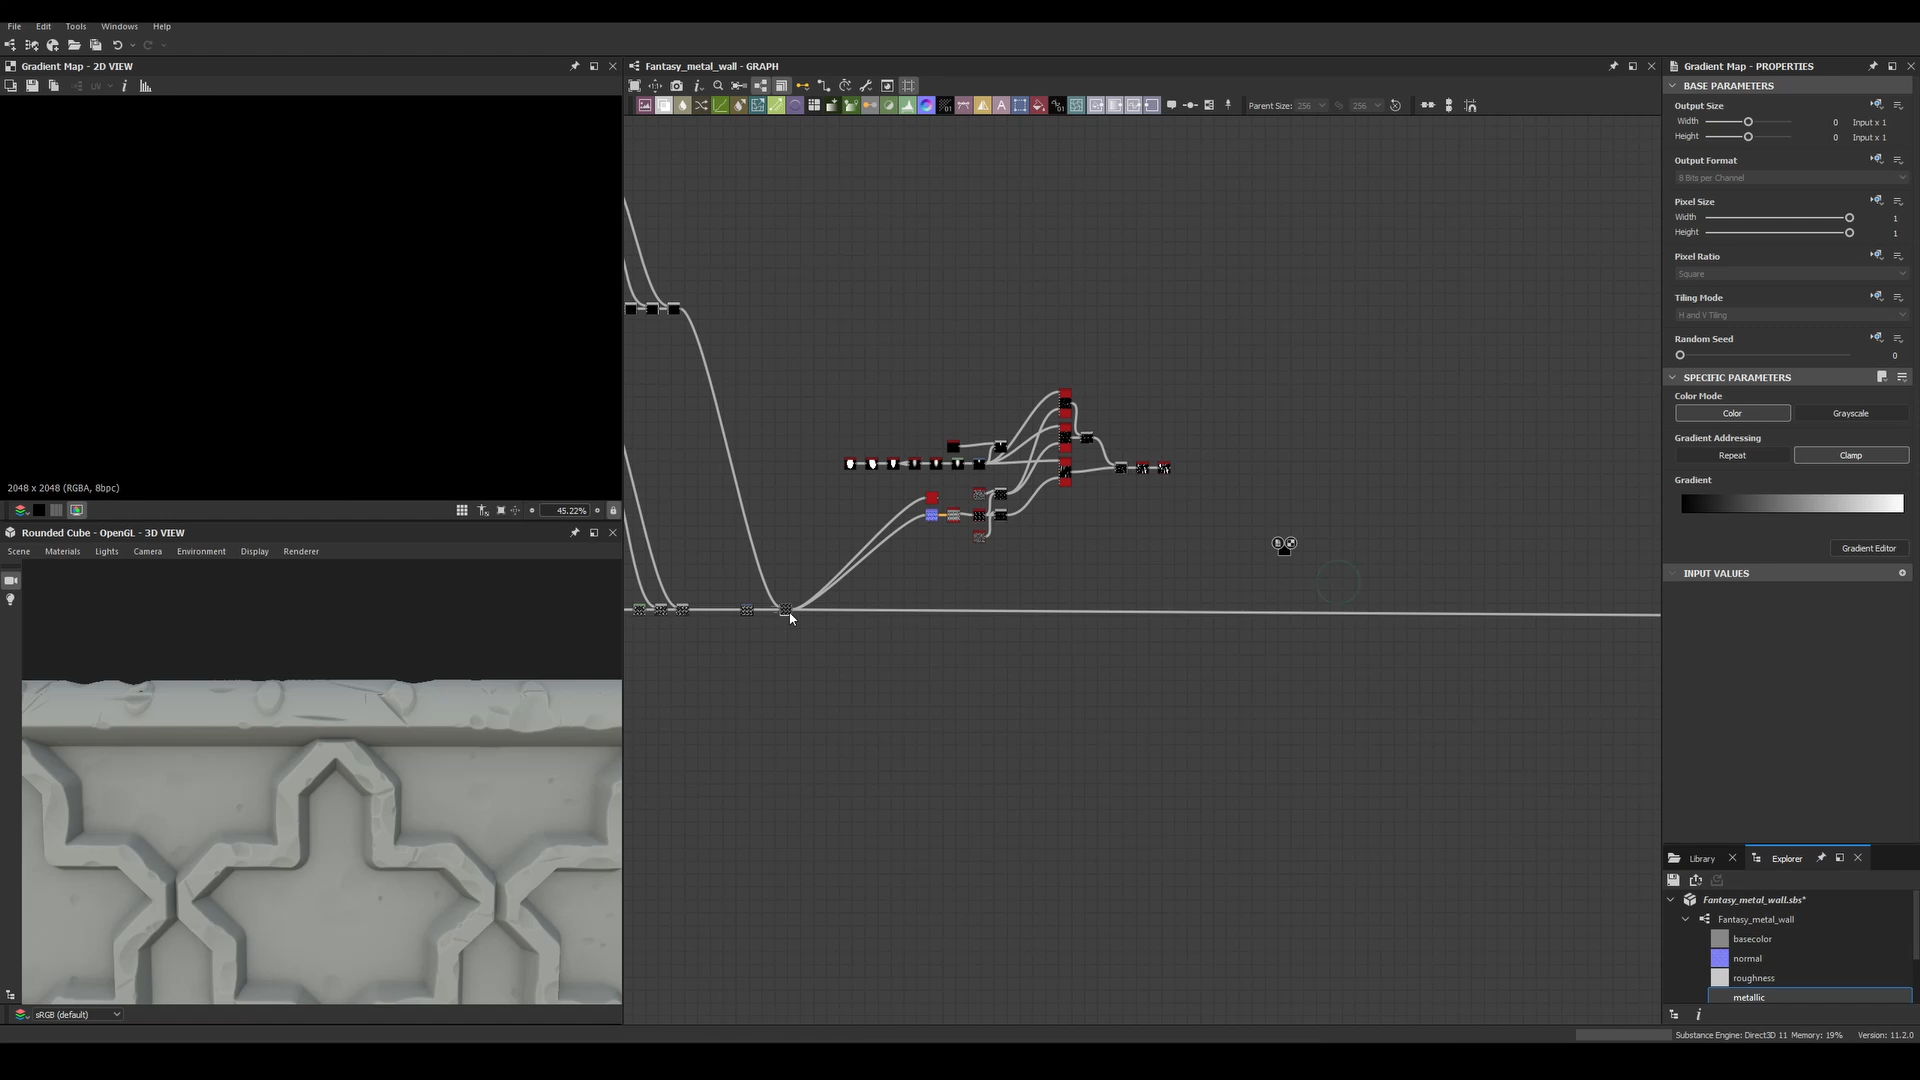 File Edit Tools Windows Help
Gradient Map - 2D VIEW
UV
2048 x 2048 (RGBA, 8bpc)
45.22%
Rounded Cube - OpenGL - 3D VIEW
Scene Materials Lights Camera Environment Display Renderer
sRGB (default)
Fantasy_metal_wall - GRAPH
Parent Size: 256 256
Gradient Map - PROPERTIES
BASE PARAMETERS
Output Size
Width 0 Input x 1
Height 0 Input x 1
Output Format
8 Bits per Channel
Pixel Size
Width 1
Height 1
Pixel Ratio
Square
Tiling Mode
H and V Tiling
Random Seed
0
SPECIFIC PARAMETERS
Color Mode
Color Grayscale
Gradient Addressing
Repeat Clamp
Gradient
Gradient Editor
INPUT VALUES
Library Explorer
Fantasy_metal_wall.sbs*
Fantasy_metal_wall
basecolor
normal
roughness
metallic
Substance Engine: Direct3D 11 Memory: 19% Version: 11.2.0